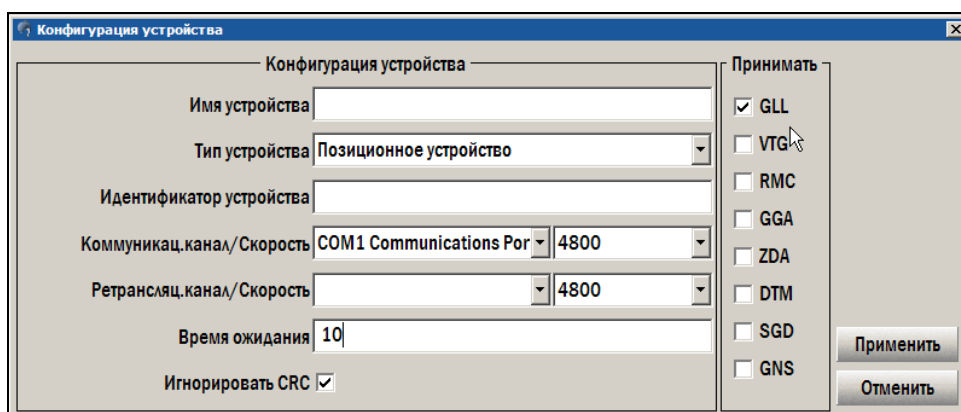 Конфигурация устройства
Конфигурация устройства
Принимать
Имя устройства
GLL
Тип устройства Позиционное устройство
VTG
Идентификатор устройства
RMC
GGA
Коммуникац.канал/Скорость COM1 Communications Por 4800
ZDA
Ретрансляц.канал/Скорость 4800
DTM
Время ожидания 10
SGD
Применить
Игнорировать CRC
GNS
Отменить